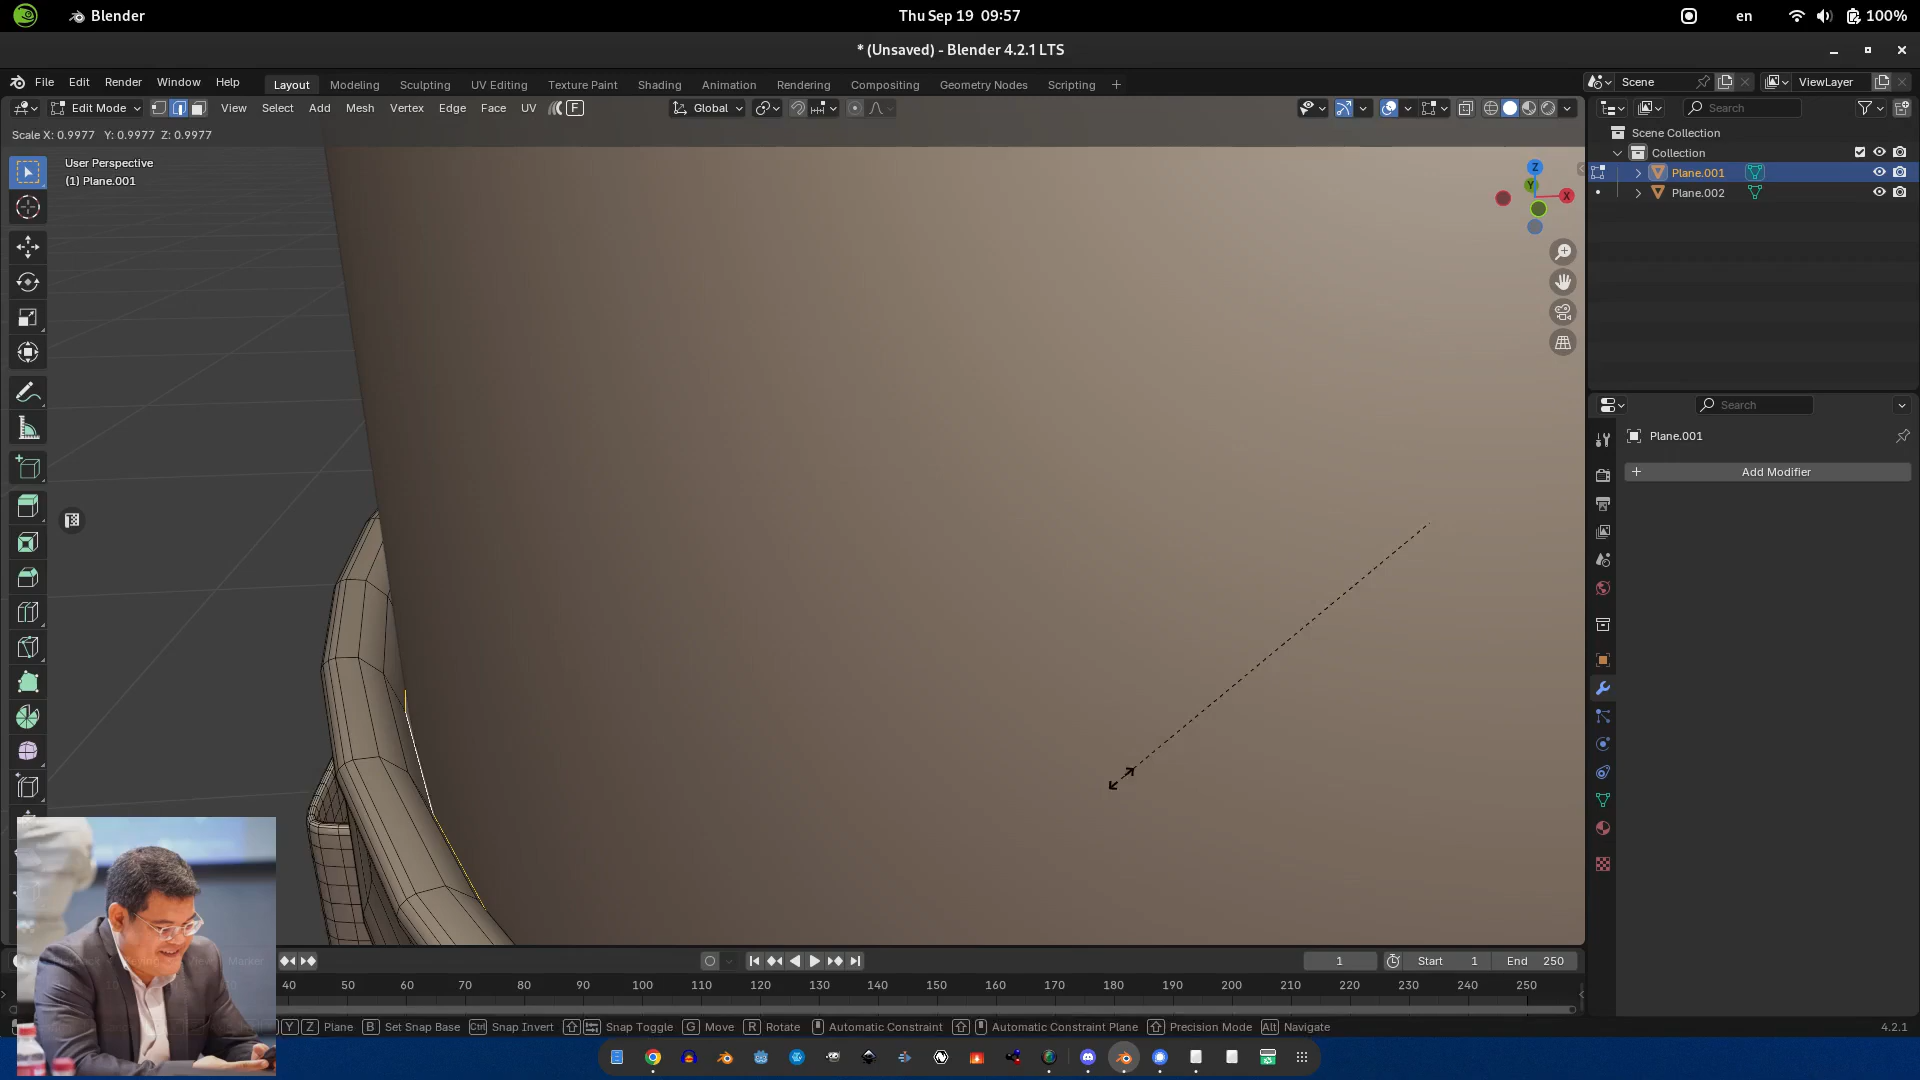 Blender
Thu Sep 19 09:57
en
100%
* (Unsaved) - Blender 4.2.1 LTS
File Edit Render Window Help
Layout Modeling Sculpting UV Editing Texture Paint Shading Animation Rendering Compositing Geometry Nodes Scripting +
Scene
ViewLayer
Edit Mode
View Select Add Mesh Vertex Edge Face UV
F
Global
Search
Scale X: 0.9977 Y: 0.9977 Z: 0.9977
User Perspective
(1) Plane.001
Z
Y
X
Scene Collection
Collection
Plane.001
Plane.002
Search
Plane.001
+ Add Modifier
View Marker
1
Start 1
End 250
40 50 60 70 80 90 100 110 120 130 140 150 160 170 180 190 200 210 220 230 240 250
Y Z Plane B Set Snap Base Ctrl Snap Invert Snap Toggle G Move R Rotate Automatic Constraint Automatic Constraint Plane Precision Mode Alt Navigate
4.2.1